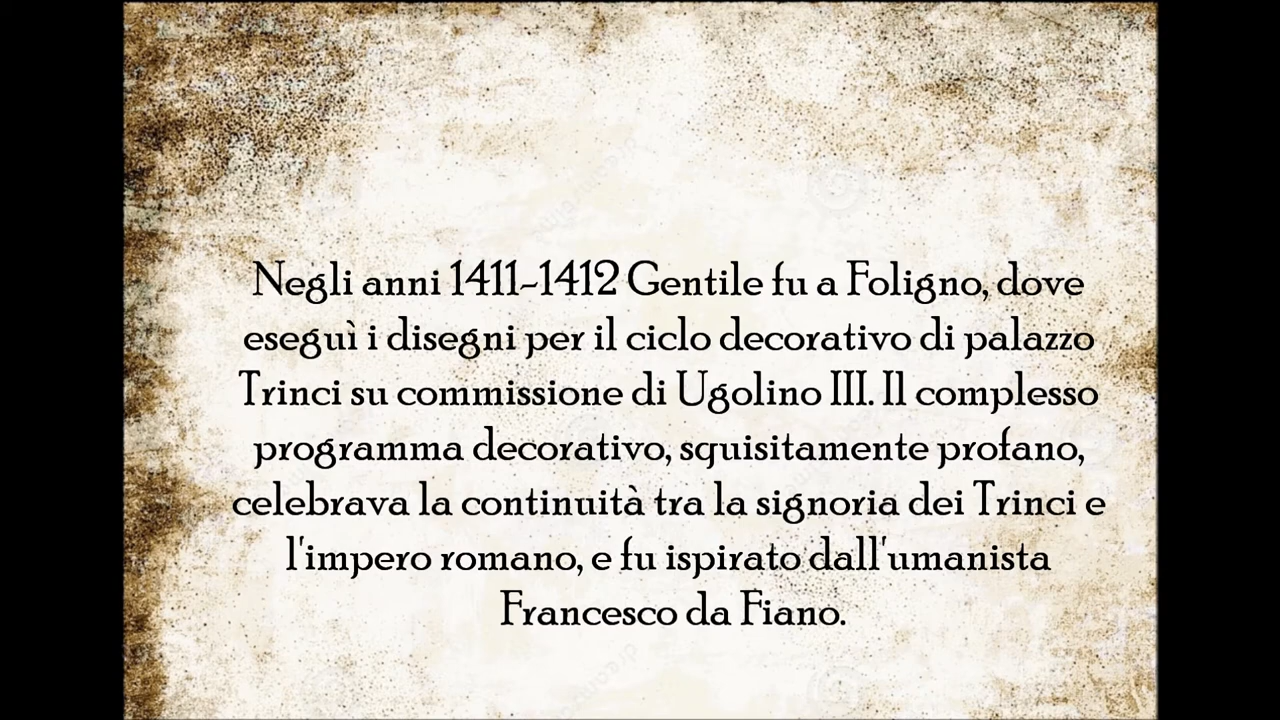 Negli anni 1411-1412 Gentile fu a Foligno, dove
eseguì i disegni per il ciclo decorativo di palazzo
Trinci su commissione di Ugolino III. Il complesso
programma decorativo, squisitamente profano,
celebrava la continuità tra la signoria dei Trinci e
l'impero romano, e fu ispirato dall'umanista
Francesco da Fiano.